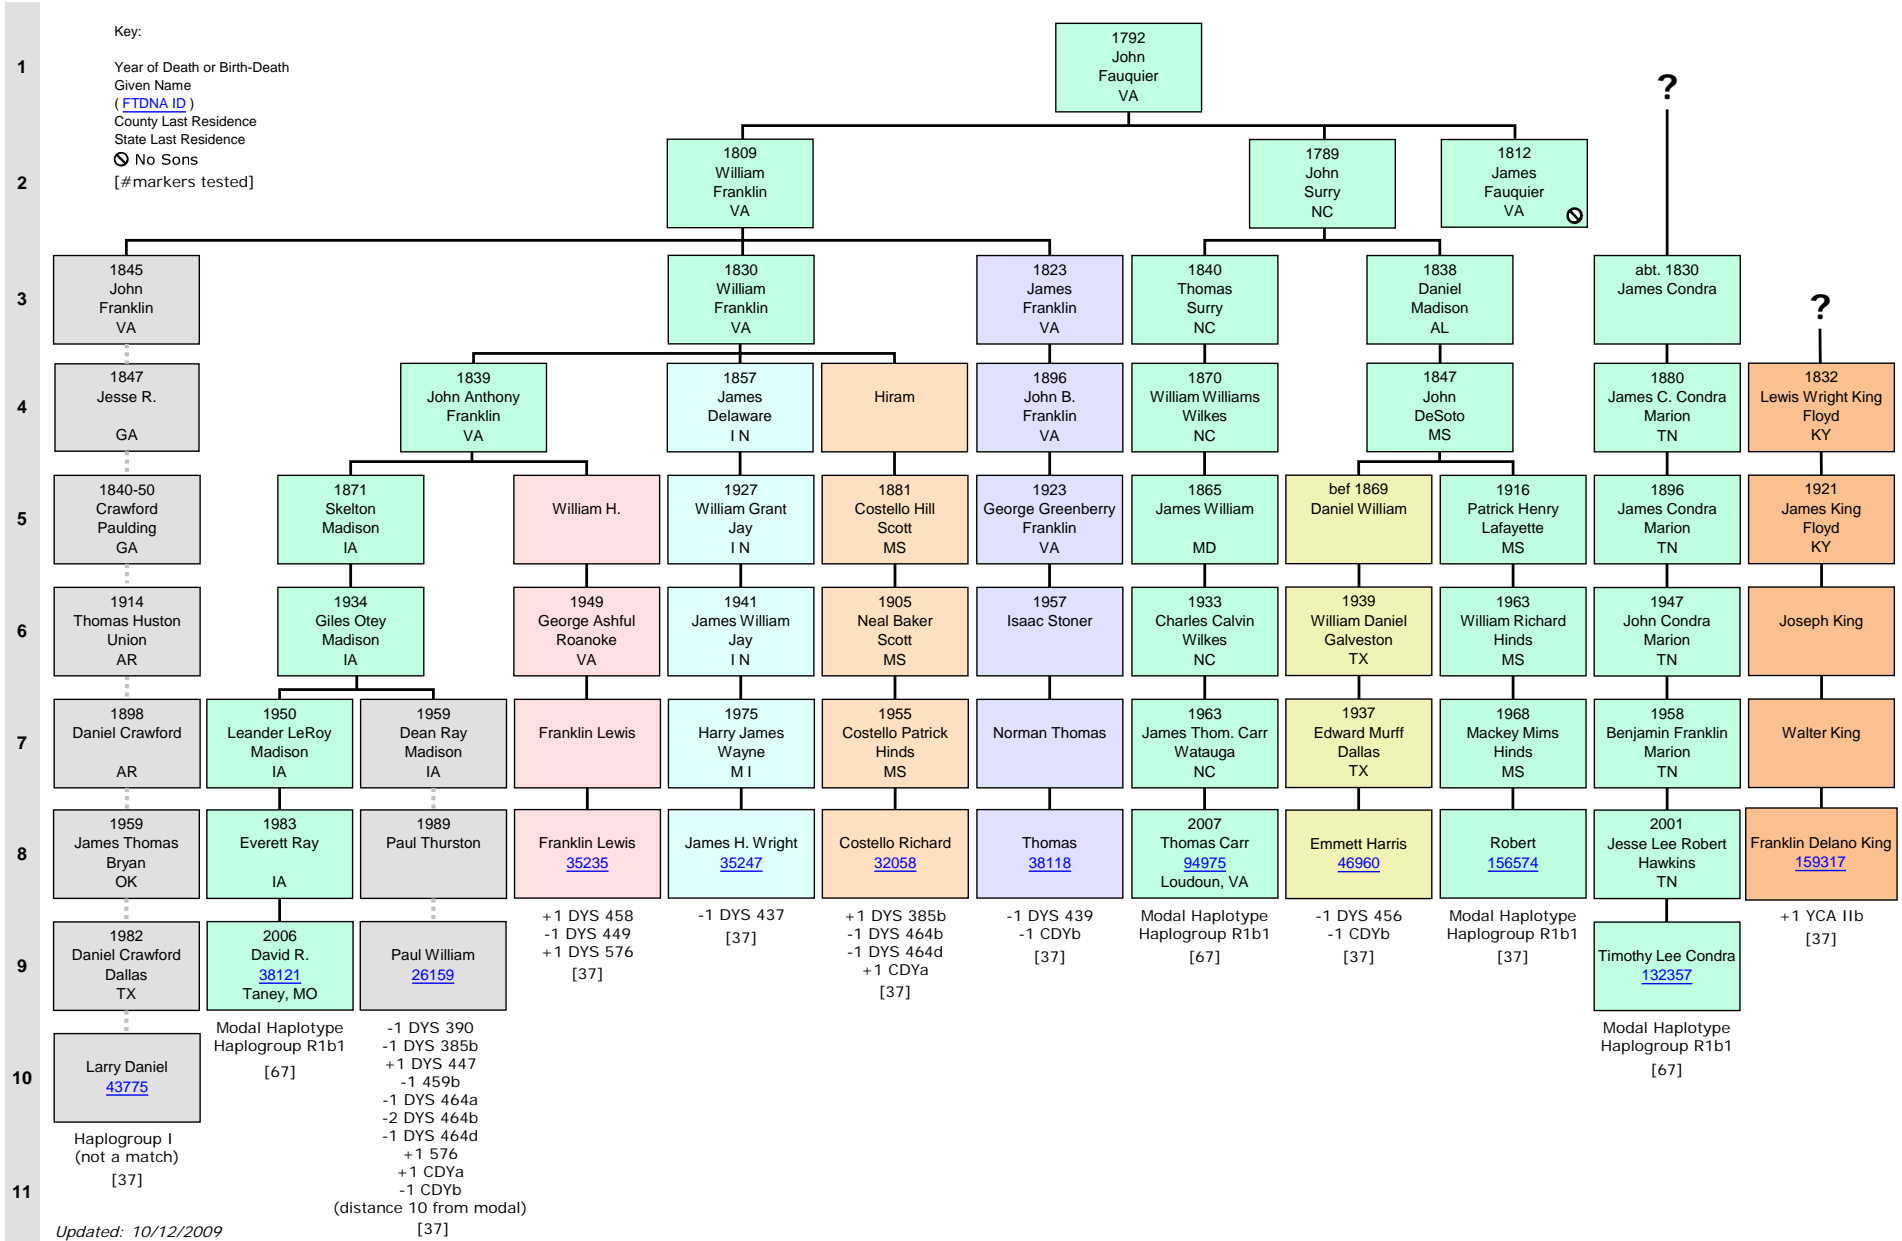 Key:
Year of Death or Birth-Death
Given Name
( FTDNA ID )
County Last Residence
State Last Residence
No Sons
[#markers tested]
1
1792
John
Fauquier
VA
?
2
1809
William
Franklin
VA
1789
John
Surry
NC
1812
James
Fauquier
VA
3
1845
John
Franklin
VA
1830
William
Franklin
VA
1823
James
Franklin
VA
1840
Thomas
Surry
NC
1838
Daniel
Madison
AL
abt. 1830
James Condra
?
4
1847
Jesse R.
GA
1839
John Anthony
Franklin
VA
1857
James
Delaware
I N
Hiram
1896
John B.
Franklin
VA
1870
William Williams
Wilkes
NC
1847
John
DeSoto
MS
1880
James C. Condra
Marion
TN
1832
Lewis Wright King
Floyd
KY
5
1840-50
Crawford
Paulding
GA
1871
Skelton
Madison
IA
William H.
1927
William Grant
Jay
I N
1881
Costello Hill
Scott
MS
1923
George Greenberry
Franklin
VA
1865
James William
MD
bef 1869
Daniel William
1916
Patrick Henry
Lafayette
MS
1896
James Condra
Marion
TN
1921
James King
Floyd
KY
6
1914
Thomas Huston
Union
AR
1934
Giles Otey
Madison
IA
1949
George Ashful
Roanoke
VA
1941
James William
Jay
I N
1905
Neal Baker
Scott
MS
1957
Isaac Stoner
1933
Charles Calvin
Wilkes
NC
1939
William Daniel
Galveston
TX
1963
William Richard
Hinds
MS
1947
John Condra
Marion
TN
Joseph King
7
1898
Daniel Crawford
AR
1950
Leander LeRoy
Madison
IA
1959
Dean Ray
Madison
IA
Franklin Lewis
1975
Harry James
Wayne
M I
1955
Costello Patrick
Hinds
MS
Norman Thomas
1963
James Thom. Carr
Watauga
NC
1937
Edward Murff
Dallas
TX
1968
Mackey Mims
Hinds
MS
1958
Benjamin Franklin
Marion
TN
Walter King
8
1959
James Thomas
Bryan
OK
1983
Everett Ray
IA
1989
Paul Thurston
Franklin Lewis
35235
James H. Wright
35247
Costello Richard
32058
Thomas
38118
2007
Thomas Carr
94975
Loudoun, VA
Emmett Harris
46960
Robert
156574
2001
Jesse Lee Robert
Hawkins
TN
Franklin Delano King
159317
+1 DYS 458
-1 DYS 449
+1 DYS 576
[37]
-1 DYS 437
[37]
+1 DYS 385b
-1 DYS 464b
-1 DYS 464d
+1 CDYa
[37]
-1 DYS 439
-1 CDYb
[37]
Modal Haplotype
Haplogroup R1b1
[67]
-1 DYS 456
-1 CDYb
[37]
Modal Haplotype
Haplogroup R1b1
[37]
+1 YCA IIb
[37]
9
1982
Daniel Crawford
Dallas
TX
2006
David R.
38121
Taney, MO
Paul William
26159
Timothy Lee Condra
132357
Modal Haplotype
Haplogroup R1b1
[67]
-1 DYS 390
-1 DYS 385b
+1 DYS 447
-1 459b
-1 DYS 464a
-2 DYS 464b
-1 DYS 464d
+1 576
+1 CDYa
-1 CDYb
(distance 10 from modal)
[37]
Modal Haplotype
Haplogroup R1b1
[67]
10
Larry Daniel
43775
Haplogroup I
(not a match)
[37]
11
Updated: 10/12/2009